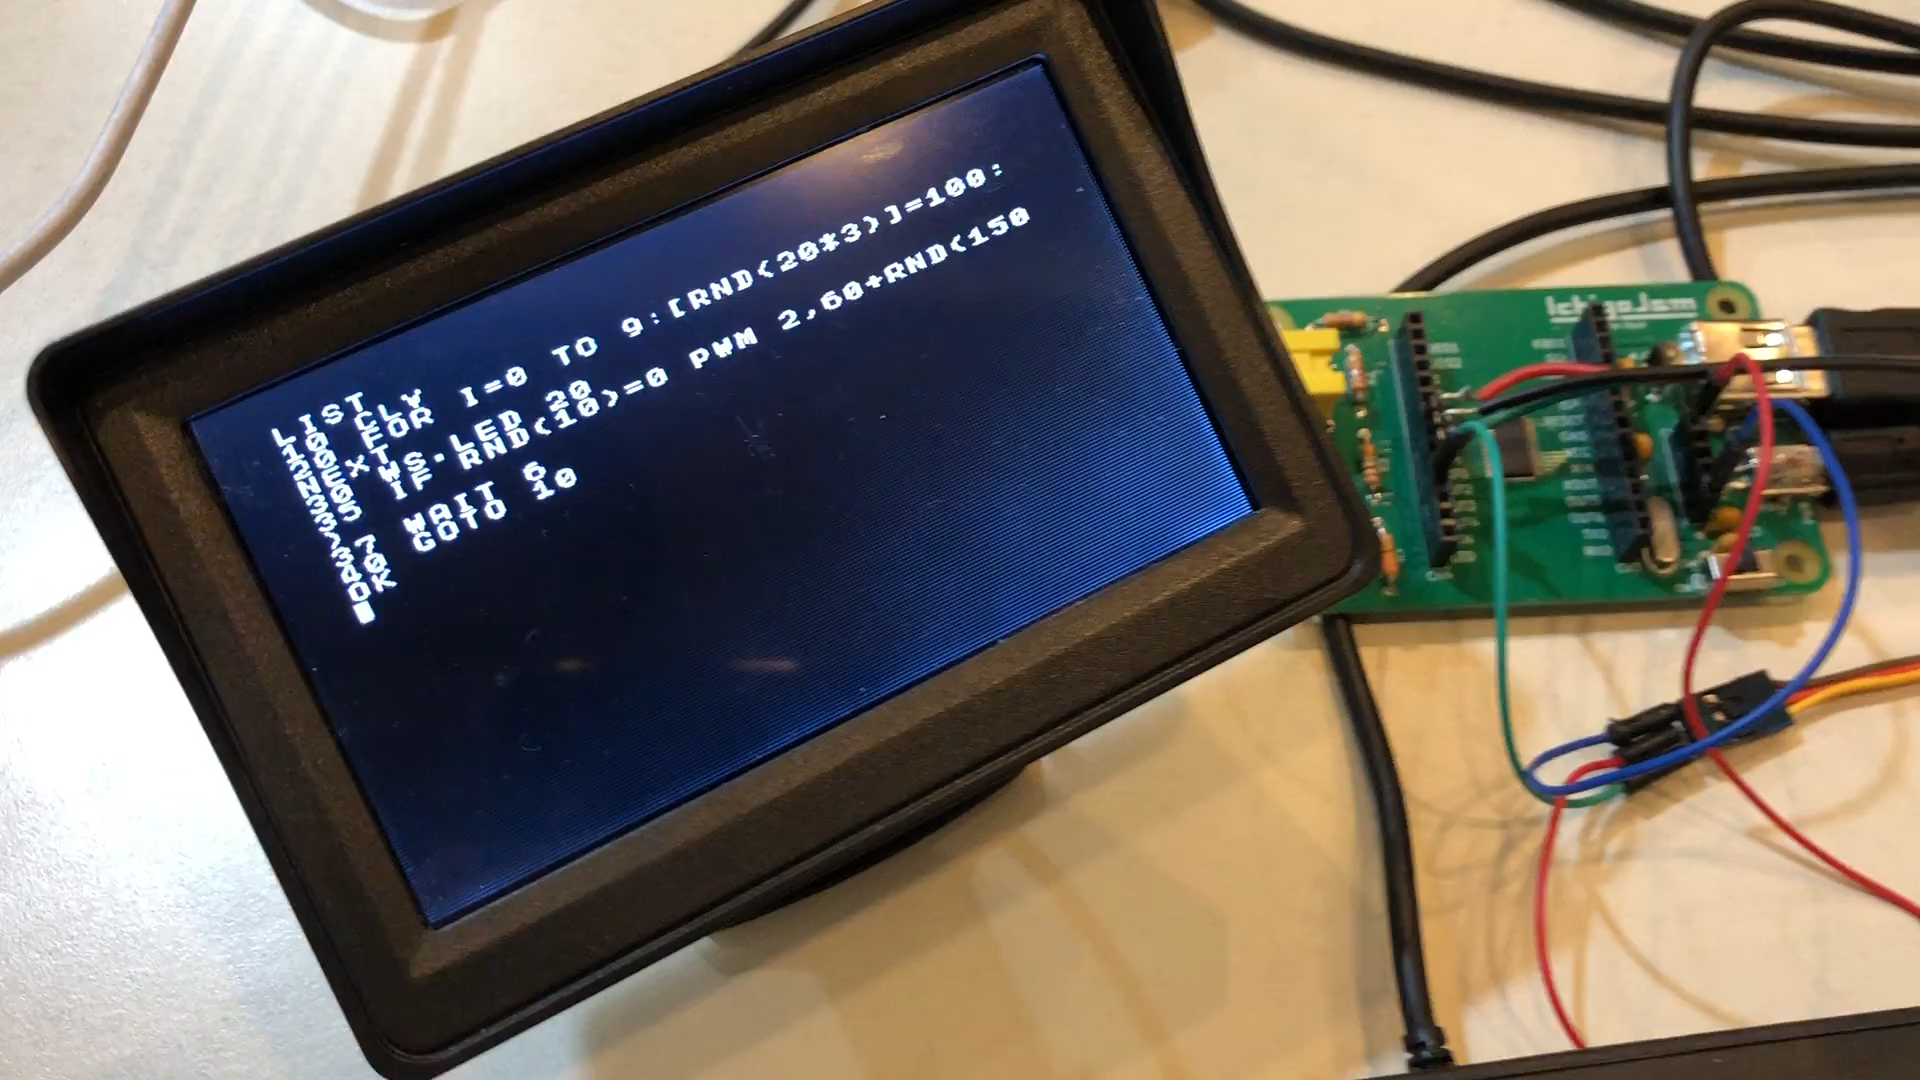 LIST
10 CLV
FOR I=0 TO 9:[RND(20*3)]=100:
NEXT
30 WS.LED 20
35 IF RND(10)=0 PWM 2,60+RND(150
)
37 WAIT 6
40 GOTO 10
OK
IchigoJam